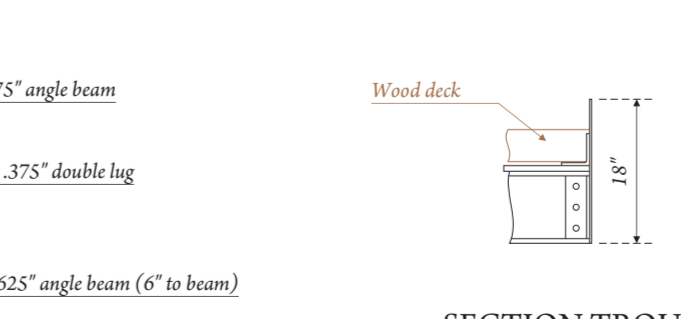 75" angle beam
Wood deck
.375" double lug
18"
625" angle beam (6" to beam)